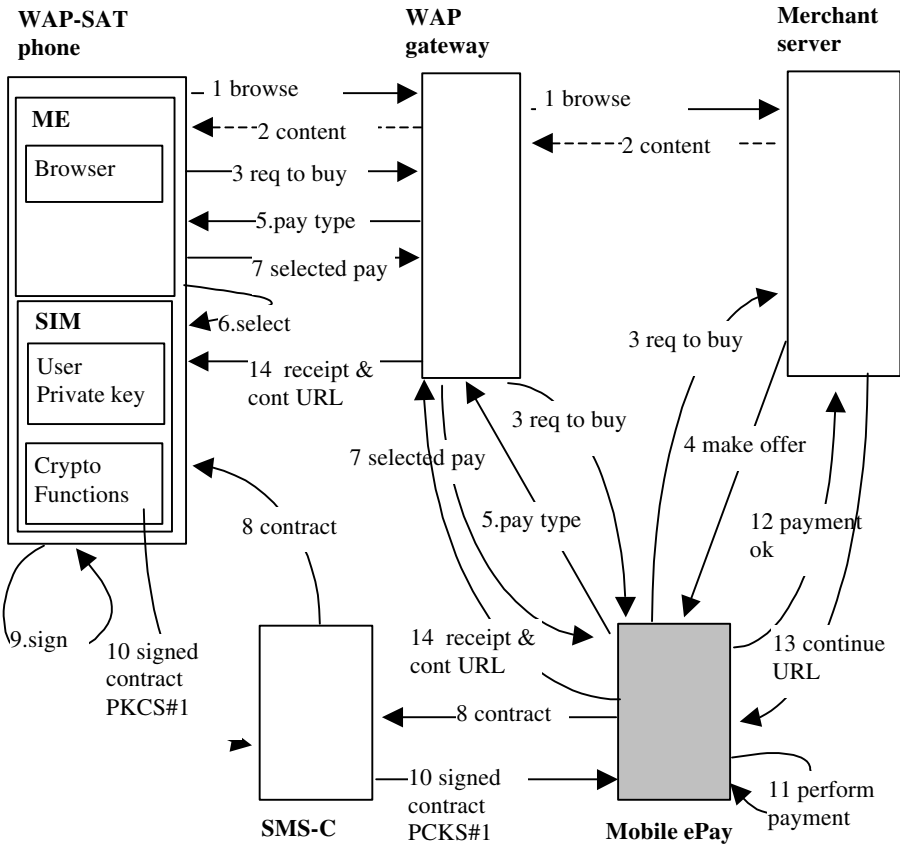 WAP-SAT
phone
WAP
gateway
Merchant
server
1 browse
1 browse
ME
2 content
2 content
Browser
3 req to buy
5.pay type
7 selected pay
SIM
6.select
3 req to buy
User
Private key
14 receipt &
cont URL
3 req to buy
4 make offer
7 selected pay
Crypto
Functions
5.pay type
12 payment
ok
8 contract
9.sign
10 signed
contract
PKCS#1
14 receipt &
cont URL
13 continue
URL
8 contract
10 signed
contract
PCKS#1
11 perform
payment
SMS-C
Mobile ePay